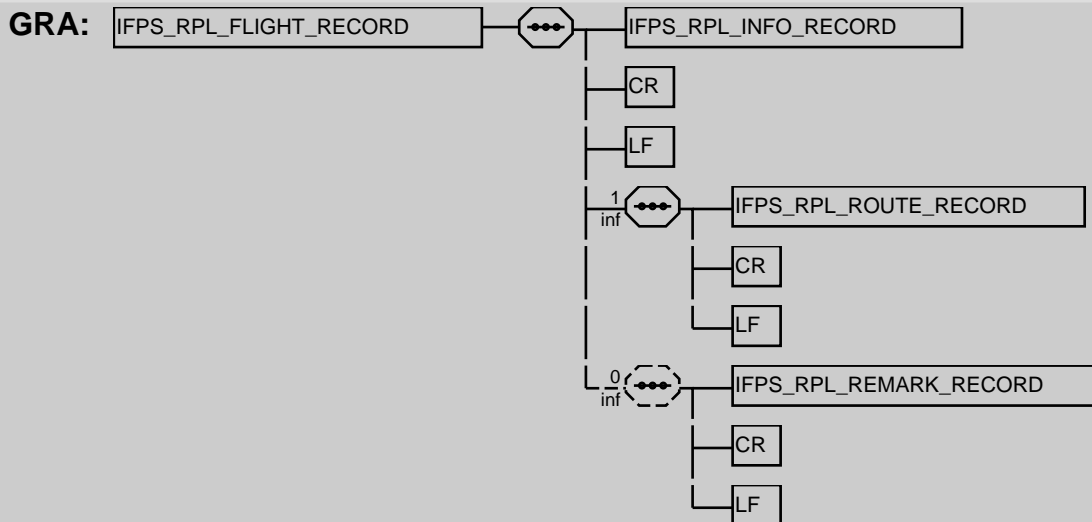 GRA: IFPS_RPL_FLIGHT_RECORD IFPS_RPL_INFO_RECORD
CR
LF
1
inf
IFPS_RPL_ROUTE_RECORD
CR
LF
0
inf
IFPS_RPL_REMARK_RECORD
CR
LF